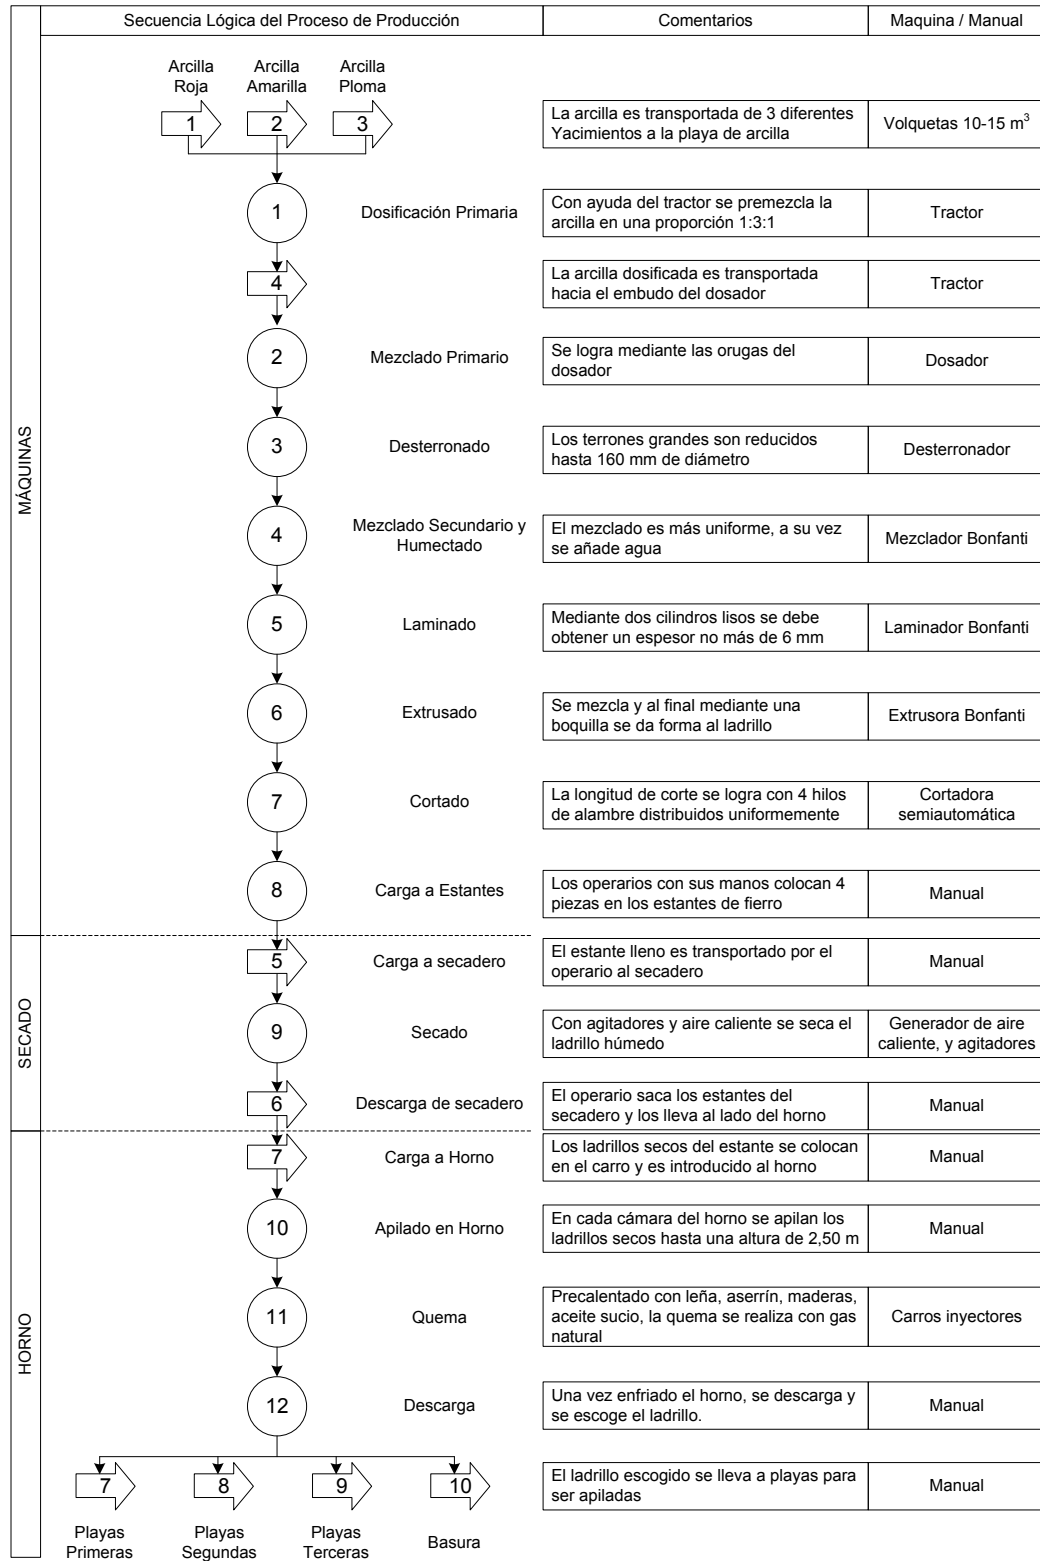 Secuencia Lógica del Proceso de Producción
Comentarios
Maquina / Manual
MÁQUINAS
Arcilla
Roja
Arcilla
Amarilla
Arcilla
Ploma
1
2
3
La arcilla es transportada de 3 diferentes
Yacimientos a la playa de arcilla
Volquetas 10-15 m³
1
Dosificación Primaria
Con ayuda del tractor se premezcla la
arcilla en una proporción 1:3:1
Tractor
4
La arcilla dosificada es transportada
hacia el embudo del dosador
Tractor
2
Mezclado Primario
Se logra mediante las orugas del
dosador
Dosador
3
Desterronado
Los terrones grandes son reducidos
hasta 160 mm de diámetro
Desterronador
4
Mezclado Secundario y
Humectado
El mezclado es más uniforme, a su vez
se añade agua
Mezclador Bonfanti
5
Laminado
Mediante dos cilindros lisos se debe
obtener un espesor no más de 6 mm
Laminador Bonfanti
6
Extrusado
Se mezcla y al final mediante una
boquilla se da forma al ladrillo
Extrusora Bonfanti
7
Cortado
La longitud de corte se logra con 4 hilos
de alambre distribuidos uniformemente
Cortadora
semiautomática
8
Carga a Estantes
Los operarios con sus manos colocan 4
piezas en los estantes de fierro
Manual
SECADO
5
Carga a secadero
El estante lleno es transportado por el
operario al secadero
Manual
9
Secado
Con agitadores y aire caliente se seca el
ladrillo húmedo
Generador de aire
caliente, y agitadores
6
Descarga de secadero
El operario saca los estantes del
secadero y los lleva al lado del horno
Manual
HORNO
7
Carga a Horno
Los ladrillos secos del estante se colocan
en el carro y es introducido al horno
Manual
10
Apilado en Horno
En cada cámara del horno se apilan los
ladrillos secos hasta una altura de 2,50 m
Manual
11
Quema
Precalentado con leña, aserrín, maderas,
aceite sucio, la quema se realiza con gas
natural
Carros inyectores
12
Descarga
Una vez enfriado el horno, se descarga y
se escoge el ladrillo.
Manual
7
8
9
10
El ladrillo escogido se lleva a playas para
ser apiladas
Manual
Playas
Primeras
Playas
Segundas
Playas
Terceras
Basura